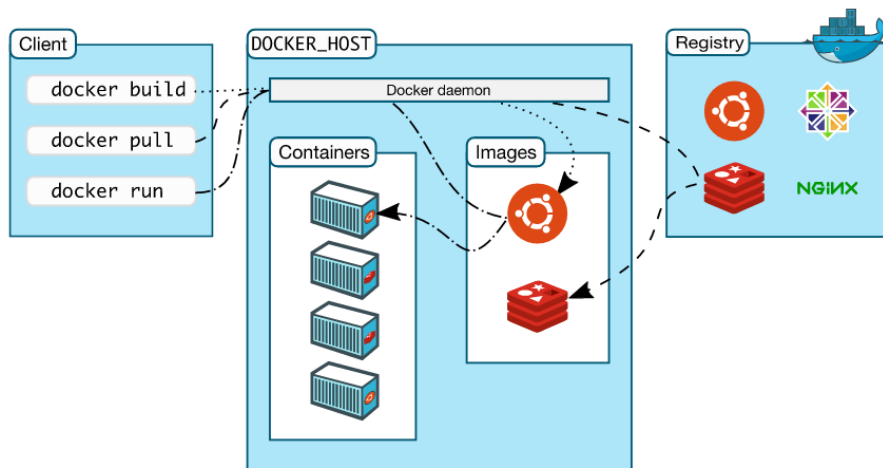 Client
docker build
docker pull
docker run
DOCKER_HOST
Docker daemon
Containers
Images
Registry
NGINX